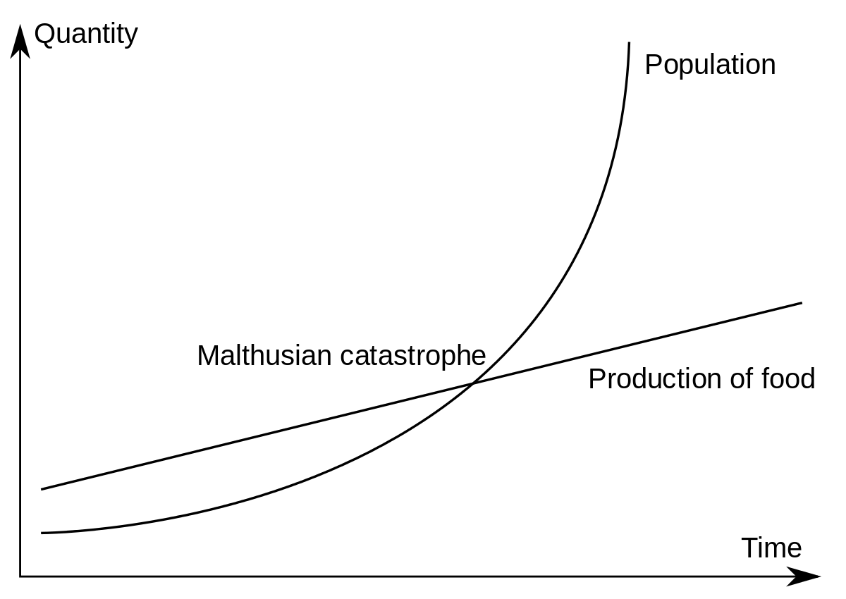 Quantity
Population
Malthusian catastrophe
Production of food
Time